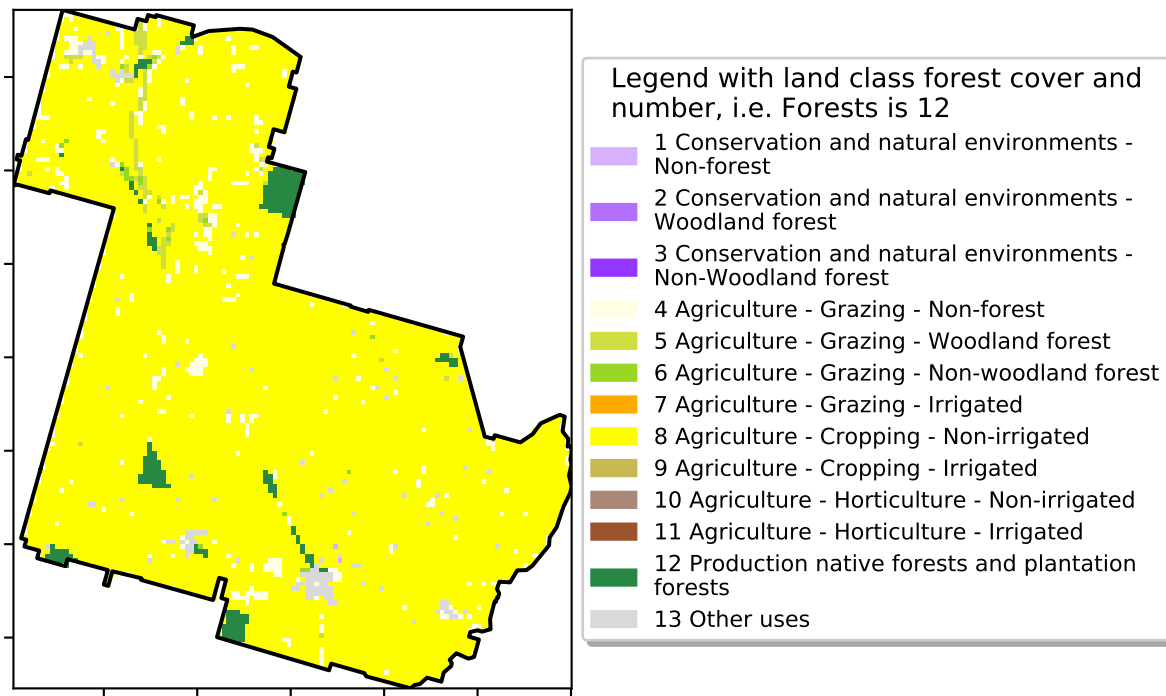 Legend with land class forest cover and
number, i.e. Forests is 12
1 Conservation and natural environments -
Non-forest
2 Conservation and natural environments -
Woodland forest
3 Conservation and natural environments -
Non-Woodland forest
4 Agriculture - Grazing - Non-forest
5 Agriculture - Grazing - Woodland forest
6 Agriculture - Grazing - Non-woodland forest
7 Agriculture - Grazing - Irrigated
8 Agriculture - Cropping - Non-irrigated
9 Agriculture - Cropping - Irrigated
10 Agriculture - Horticulture - Non-irrigated
11 Agriculture - Horticulture - Irrigated
12 Production native forests and plantation
forests
13 Other uses